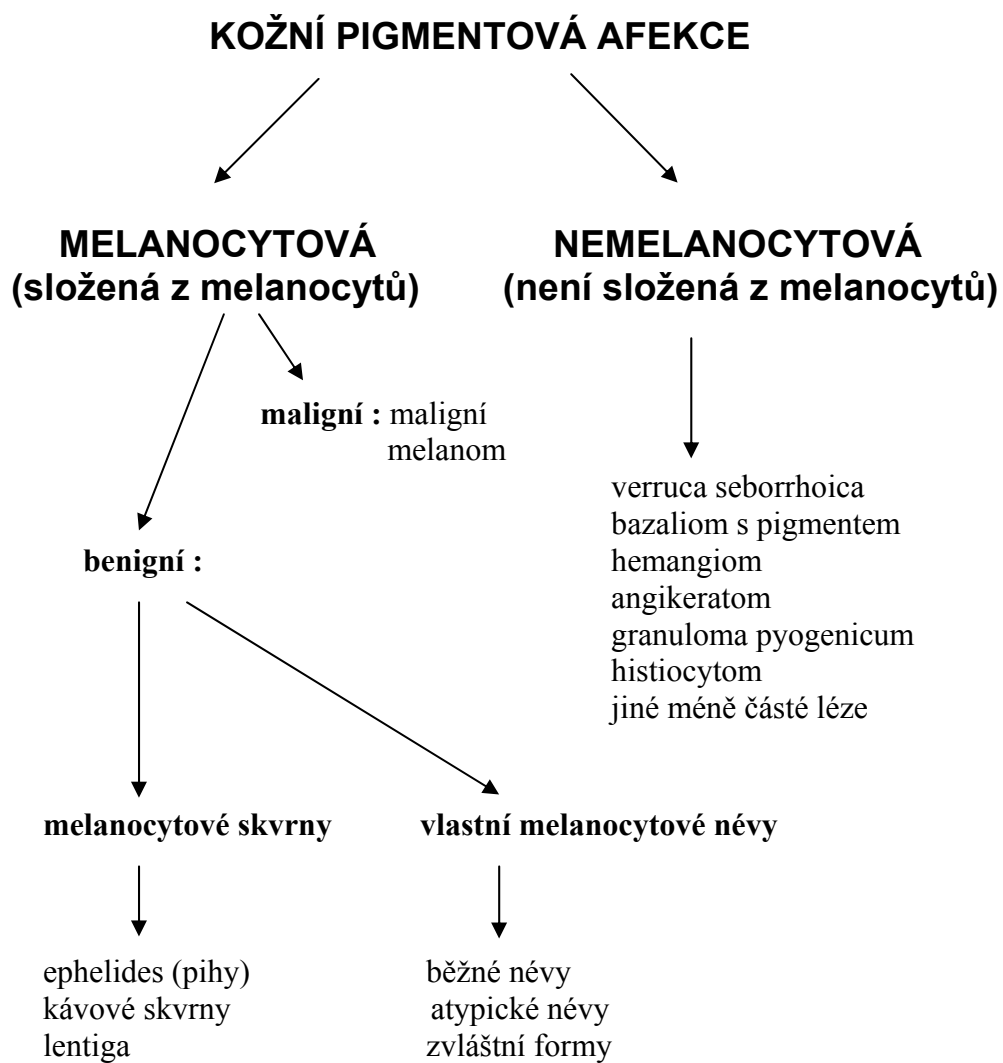 KOŽNÍ PIGMENTOVÁ AFEKCE
MELANOCYTOVÁ
(složená z melanocytů)
NEMELANOCYTOVÁ
(není složená z melanocytů)
maligní : maligní
melanom
benigní :
verruca seborrhoica
bazaliom s pigmentem
hemangiom
angikeratom
granuloma pyogenicum
histiocytom
jiné méně částé léze
melanocytové skvrny
vlastní melanocytové névy
ephelides (pihy)
kávové skvrny
lentiga
běžné névy
atypické névy
zvláštní formy